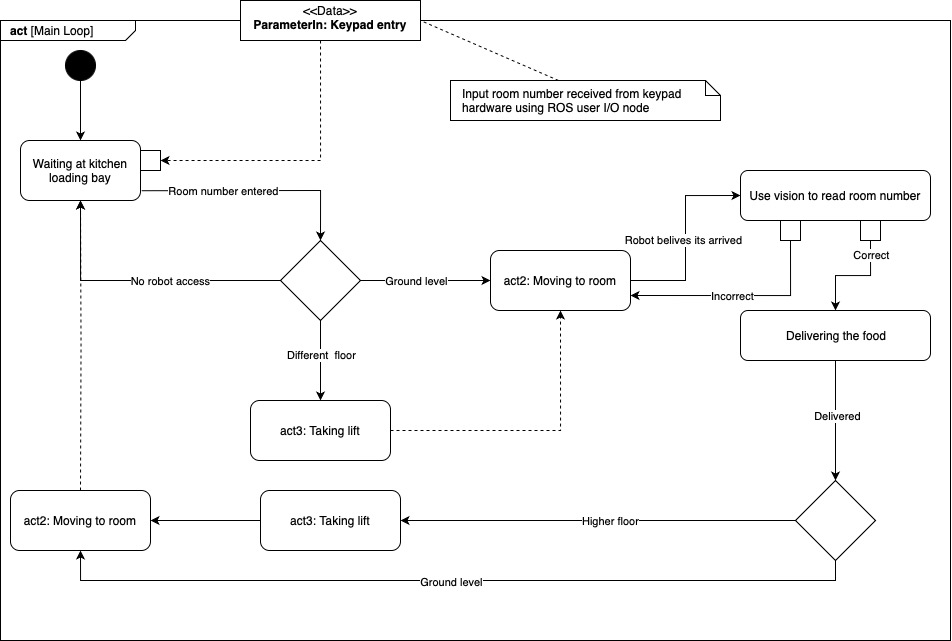 <<Data>>
ParameterIn: Keypad entry
act [Main Loop]
Input room number received from keypad
hardware using ROS user I/O node
Waiting at kitchen
loading bay
Room number entered
Use vision to read room number
Robot belives its arrived
Correct
No robot access
Ground level
act2: Moving to room
Incorrect
Delivering the food
Different  floor
act3: Taking lift
Delivered
act2: Moving to room
act3: Taking lift
Higher floor
Ground level